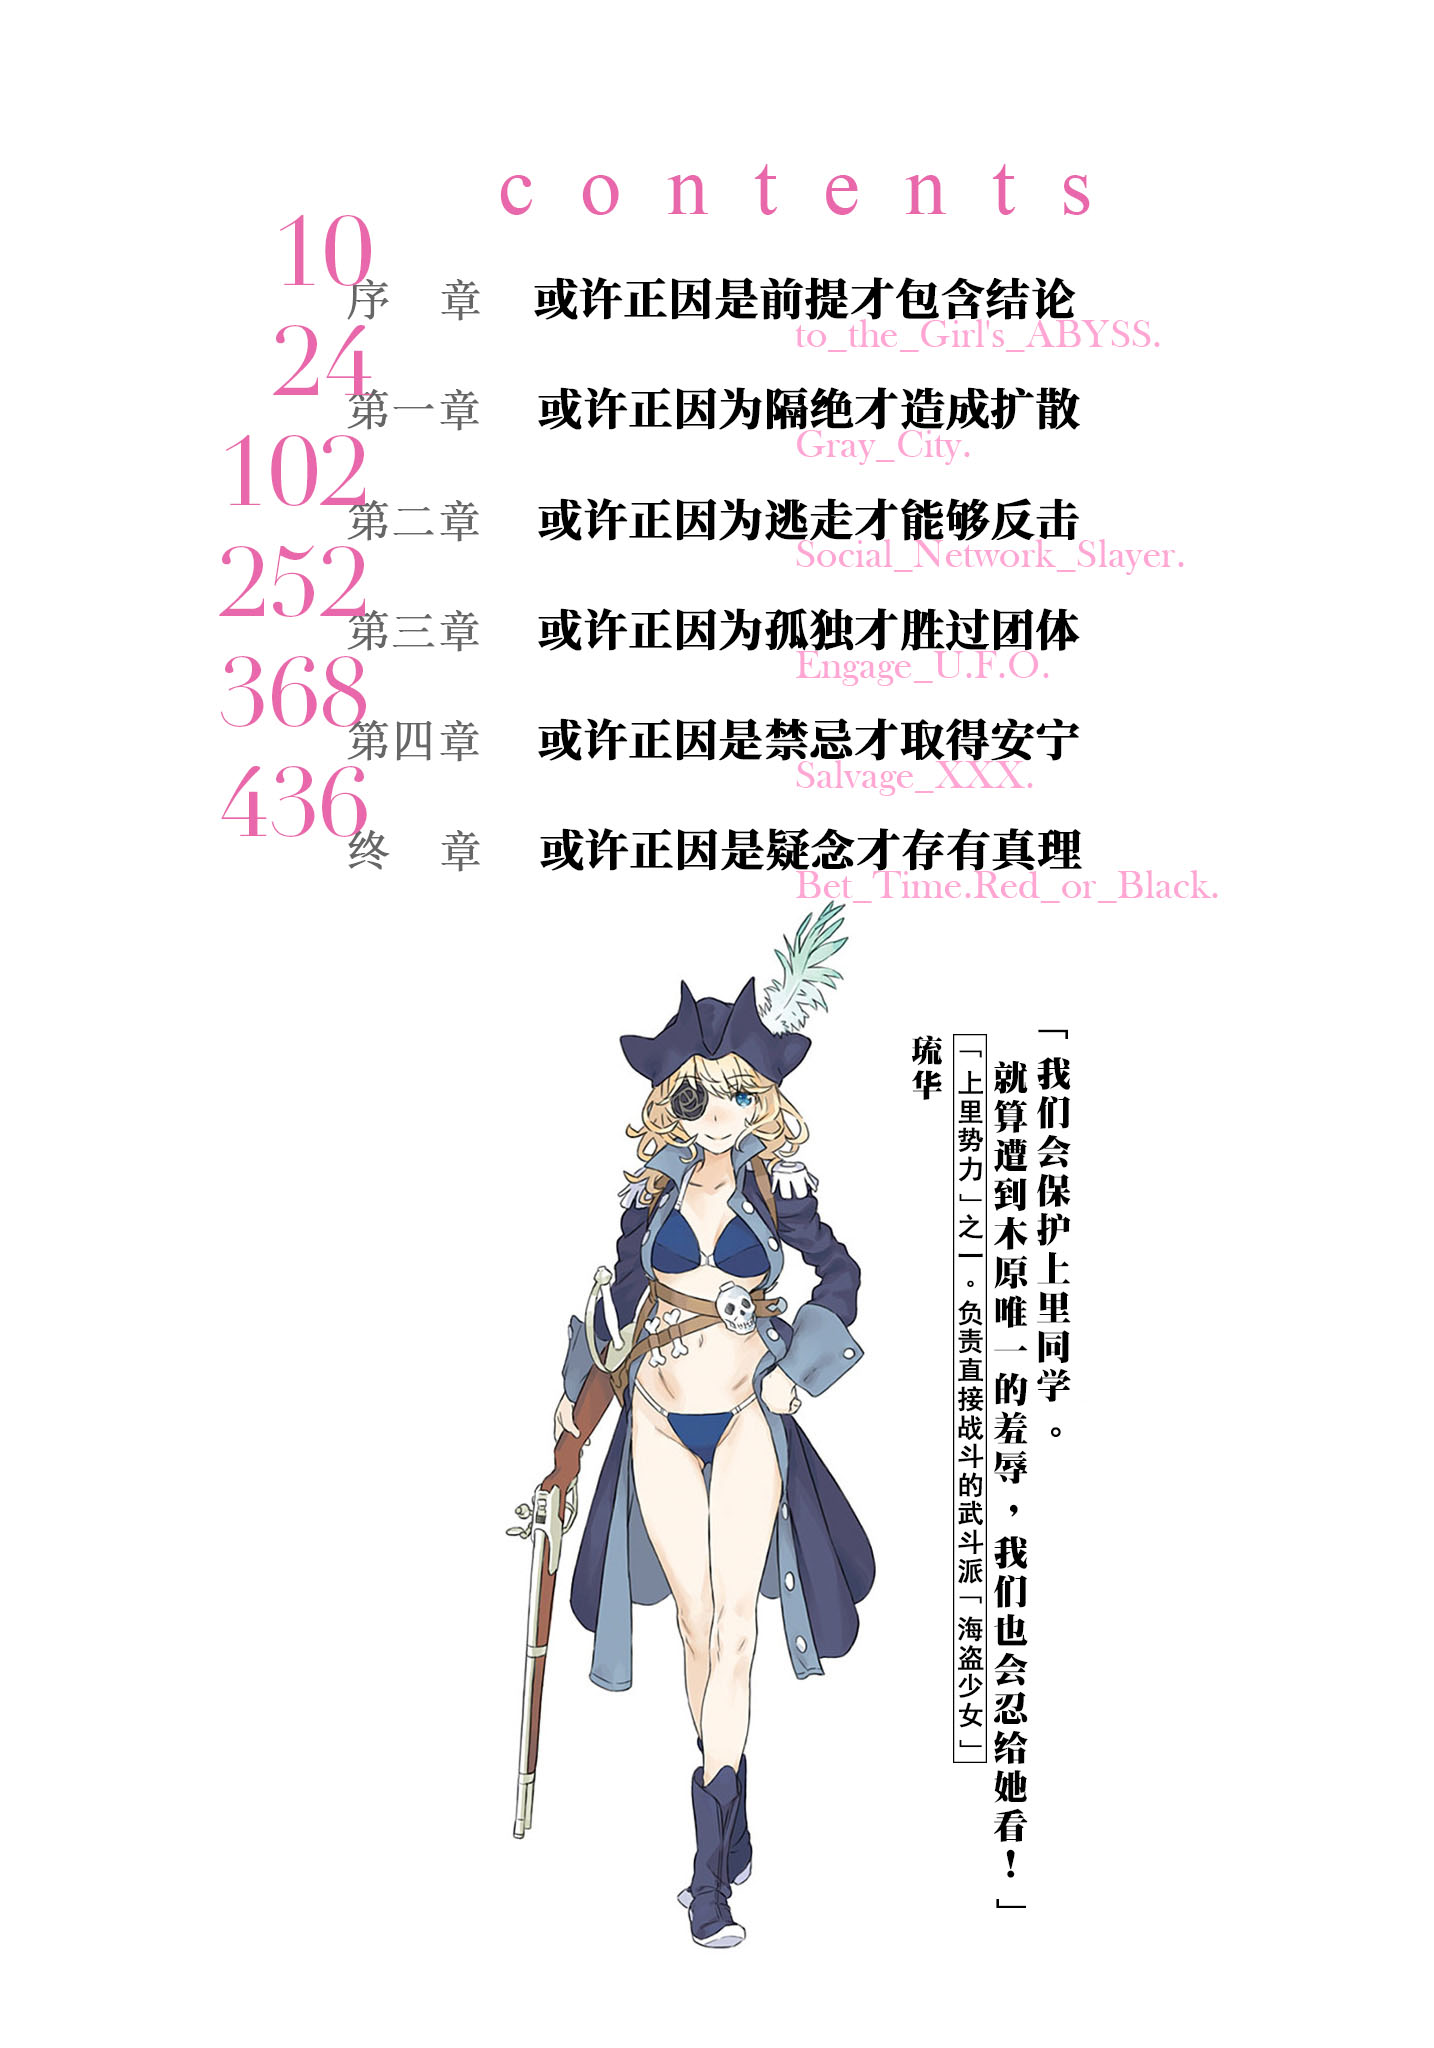 contents
10
序　章　或许正因是前提才包含结论
to_the_Girl's_ABYSS.
24
第一章　或许正因为隔绝才造成扩散
Gray_City.
102
第二章　或许正因为逃走才能够反击
Social_Network_Slayer.
252
第三章　或许正因为孤独才胜过团体
Engage_U.F.O.
368
第四章　或许正因是禁忌才取得安宁
Salvage_XXX.
436
终　章　或许正因是疑念才存有真理
Bet_Time.Red_or_Black.
「我们会保护上里同学。
就算遭到木原唯一的羞辱，我们也会忍给她看！」
「上里势力」之一。负责直接战斗的武斗派「海盗少女」
琉华